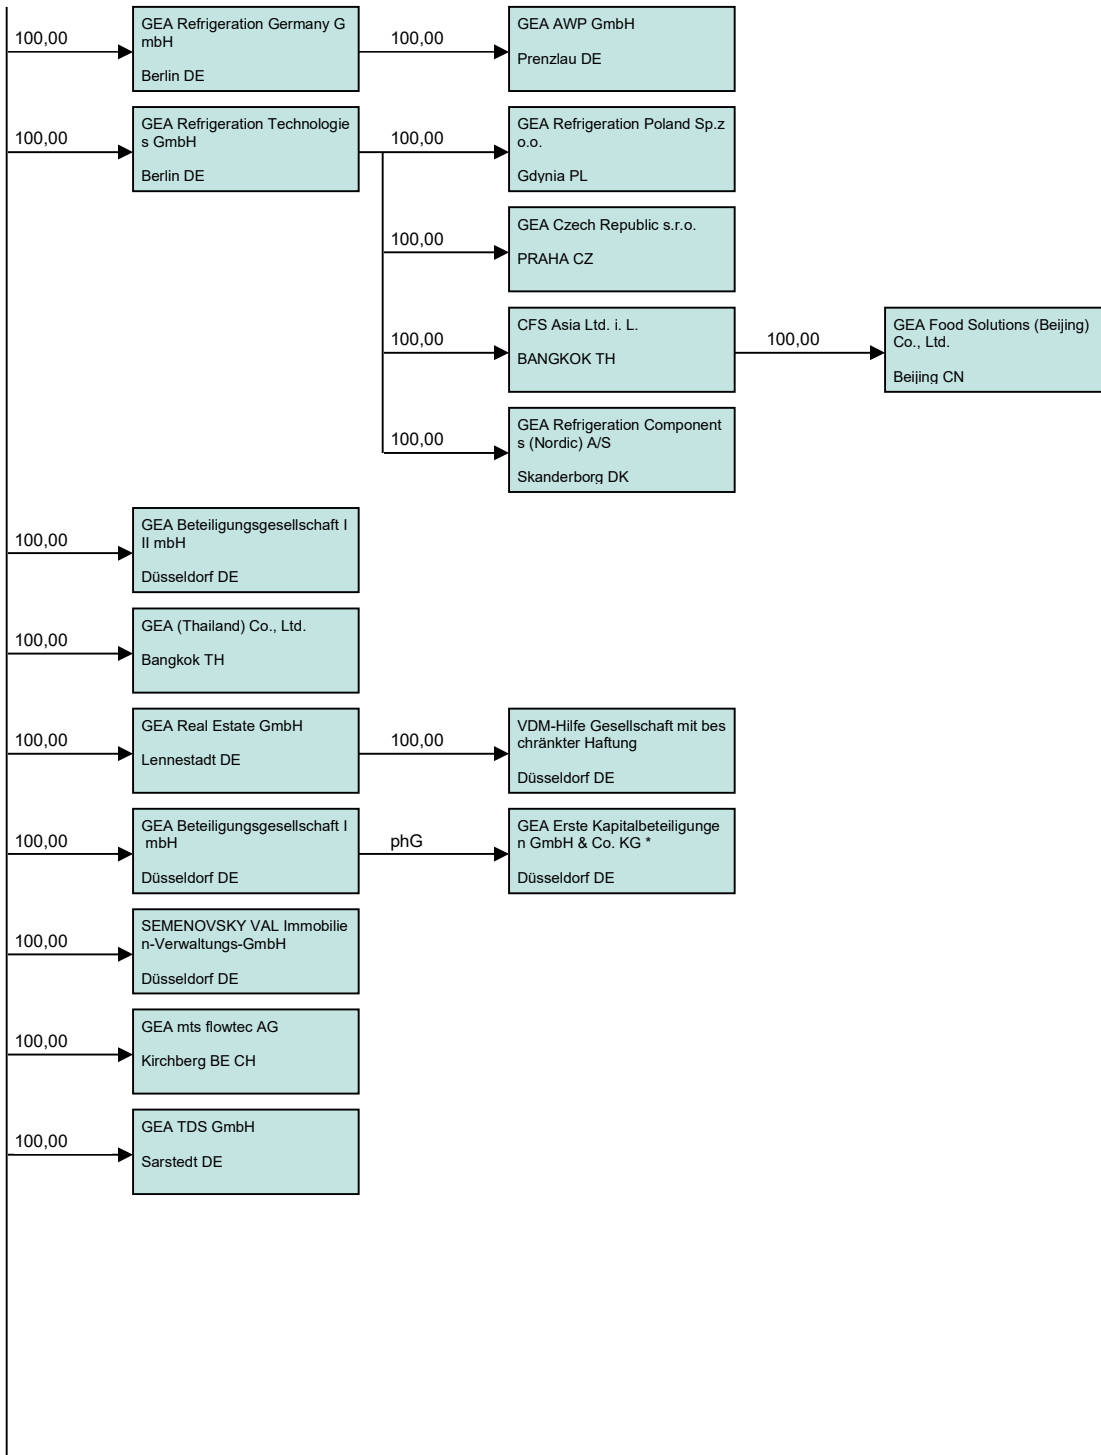 100,00
GEA Refrigeration Germany G
mbH
Berlin DE
100,00
GEA AWP GmbH
Prenzlau DE
100,00
GEA Refrigeration Technologie
s GmbH
Berlin DE
100,00
GEA Refrigeration Poland Sp.z
o.o.
Gdynia PL
100,00
GEA Czech Republic s.r.o.
PRAHA CZ
100,00
CFS Asia Ltd. i. L.
BANGKOK TH
100,00
GEA Food Solutions (Beijing)
Co., Ltd.
Beijing CN
100,00
GEA Refrigeration Component
s (Nordic) A/S
Skanderborg DK
100,00
GEA Beteiligungsgesellschaft I
II mbH
Düsseldorf DE
100,00
GEA (Thailand) Co., Ltd.
Bangkok TH
100,00
GEA Real Estate GmbH
Lennestadt DE
100,00
VDM-Hilfe Gesellschaft mit bes
chränkter Haftung
Düsseldorf DE
100,00
GEA Beteiligungsgesellschaft I
mbH
Düsseldorf DE
phG
GEA Erste Kapitalbeteiligunge
n GmbH & Co. KG *
Düsseldorf DE
100,00
SEMENOVSKY VAL Immobilie
n-Verwaltungs-GmbH
Düsseldorf DE
100,00
GEA mts flowtec AG
Kirchberg BE CH
100,00
GEA TDS GmbH
Sarstedt DE